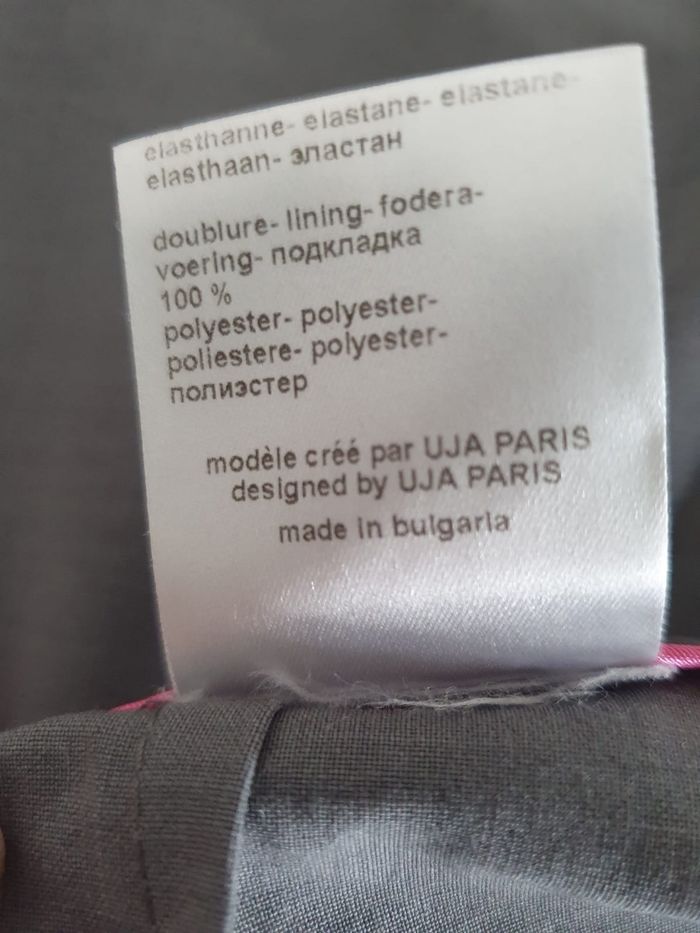 elasthanne- elastane- elastane-
elasthaan- эластан
doublure- lining- fodera-
voering- подкладка
100 %
polyester- polyester-
poliestere- polyester-
полиэстер
modèle créé par UJA PARIS
designed by UJA PARIS
made in bulgaria